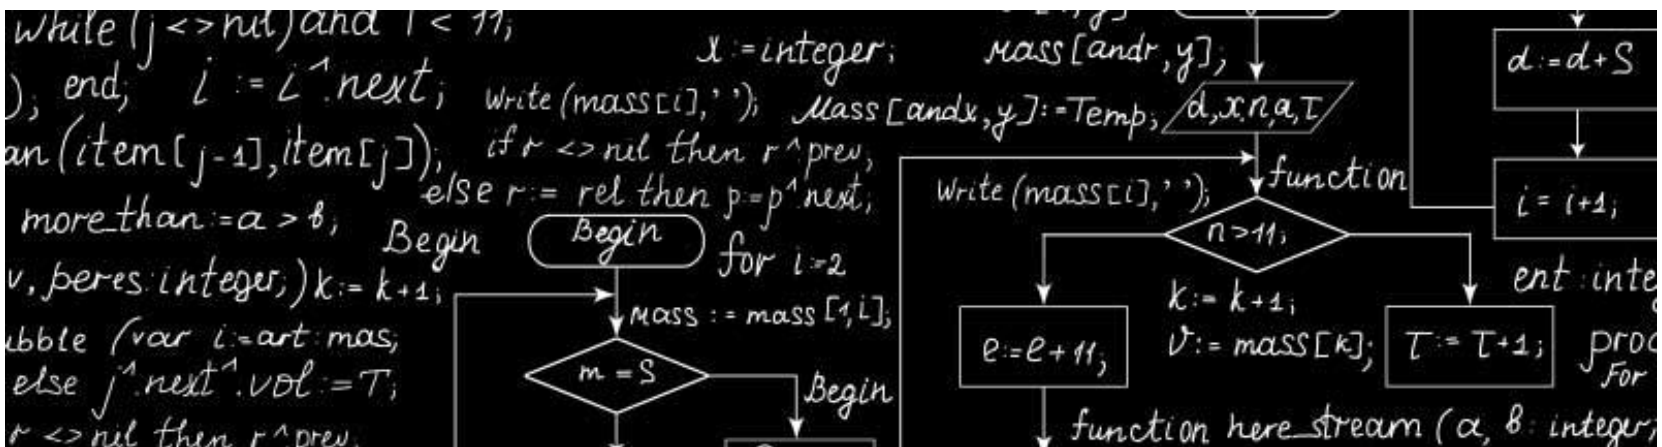 while (j <> nil) and T < 11;
); end; i := i^.next;
an (item[j-1], item[j]);
more_than := a > b;
v, peres: integer;) k := k+1;
ubble (var i:=art: mas;
else j^.next^.vol := T;
r <> nil then r^prev.
Begin
x := integer;
write (mass[i],' ');
if r <> nil then r^prev;
else r := rel then p:=p^.next;
Begin
for i:=2
mass := mass [1,i];
m = S
Begin
mass [andr, y];
mass [andx, y] := Temp;
d, x, n, a, T
function
write (mass[i],' ');
n > 11;
k := k+1;
v := mass[k];
e := e + 11;
T := T+1;
function here_stream (a, b: integer;
d := d + S
i = i+1;
ent : inte
proc
For